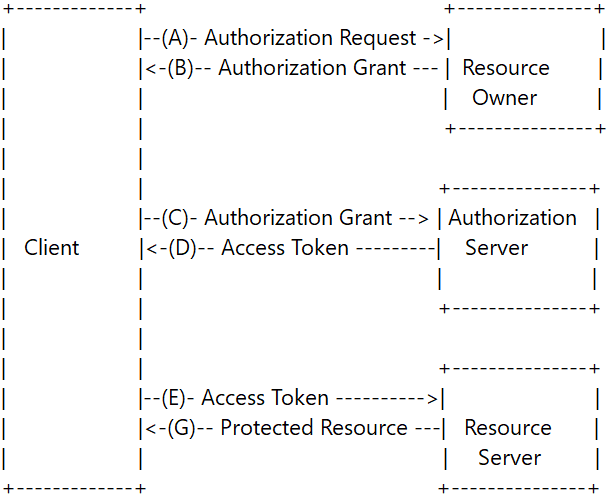 +-------------+ +---------------+
| |--(A)- Authorization Request ->| |
| |<-(B)-- Authorization Grant --- | Resource |
| | | Owner |
| | +---------------+
| |
| | +---------------+
| |--(C)- Authorization Grant --> | Authorization |
| Client |<-(D)-- Access Token ---------| Server |
| | | |
| | +---------------+
| |
| | +---------------+
| |--(E)- Access Token ---------->| |
| |<-(G)-- Protected Resource ---| Resource |
| | | Server |
+-------------+ +---------------+